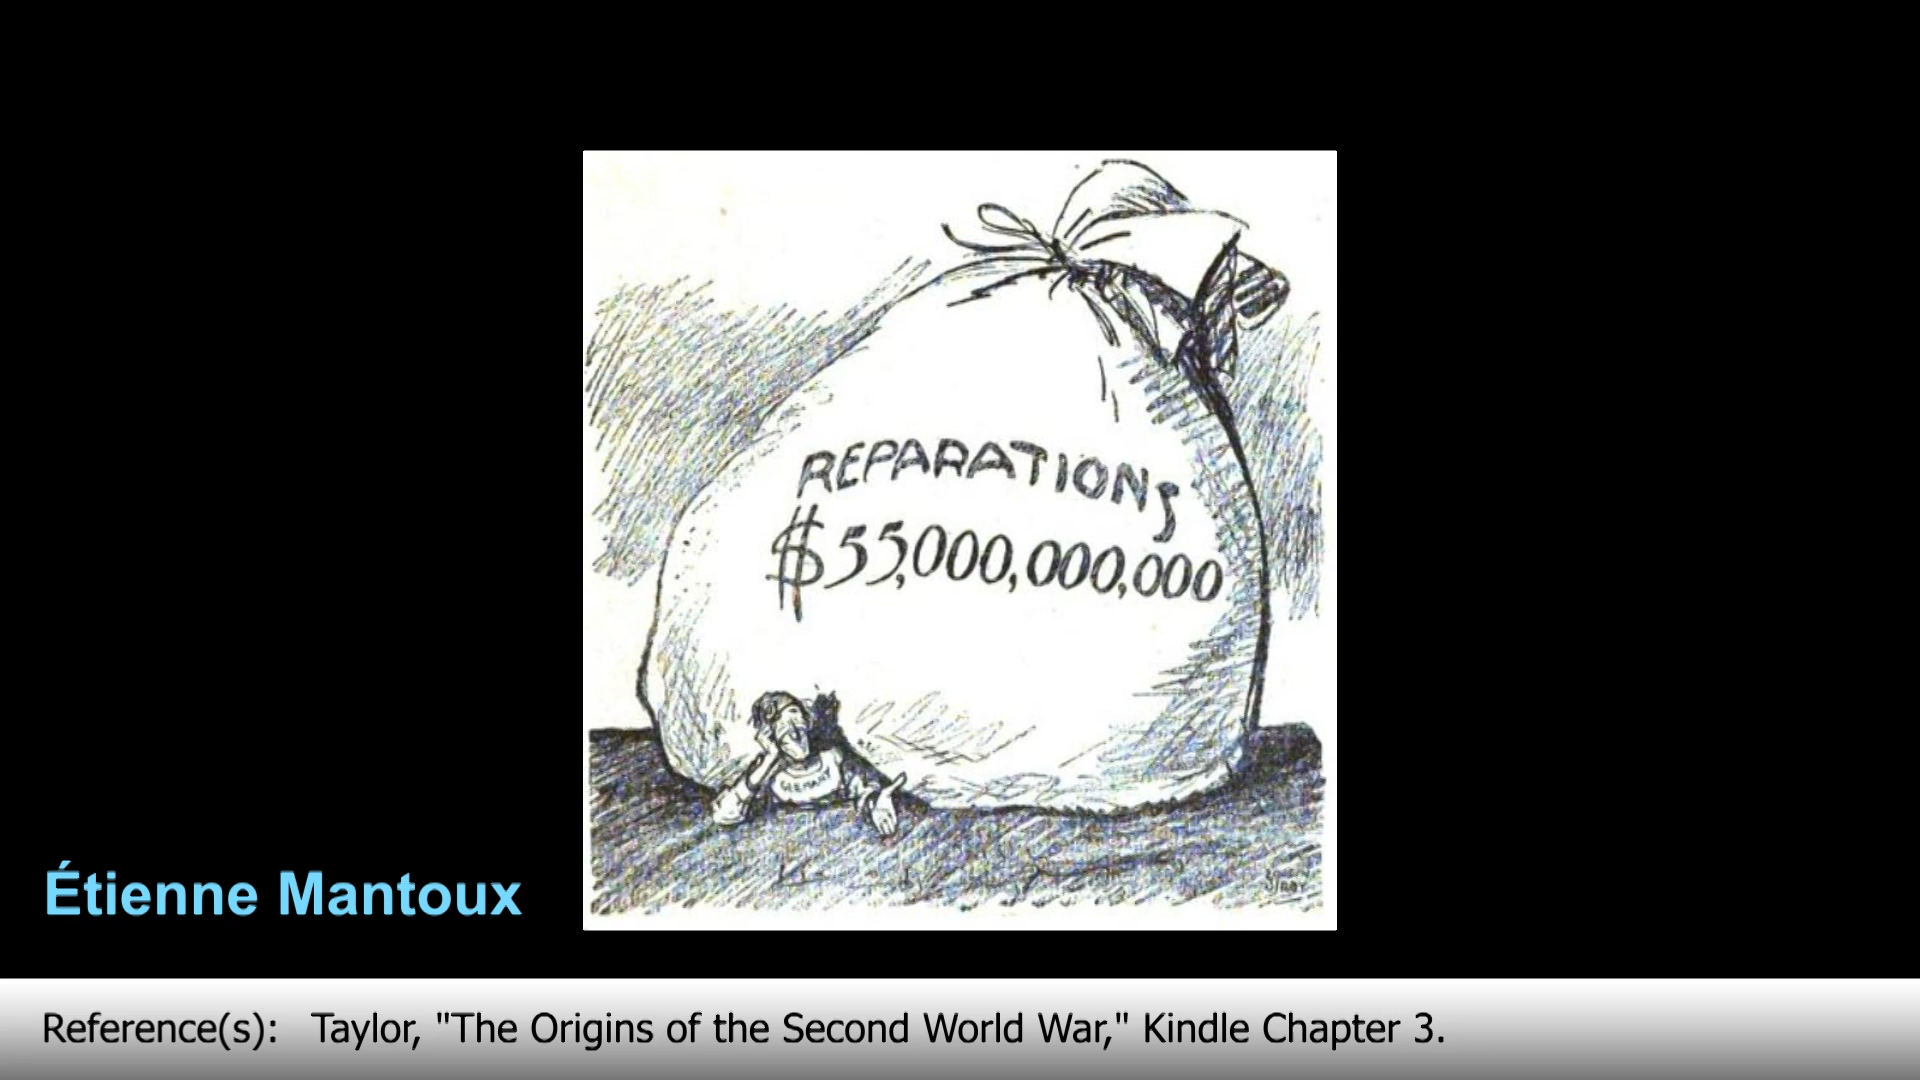 REPARATIONS
$55,000,000,000
GERMANY
Étienne Mantoux
Reference(s): Taylor, "The Origins of the Second World War," Kindle Chapter 3.